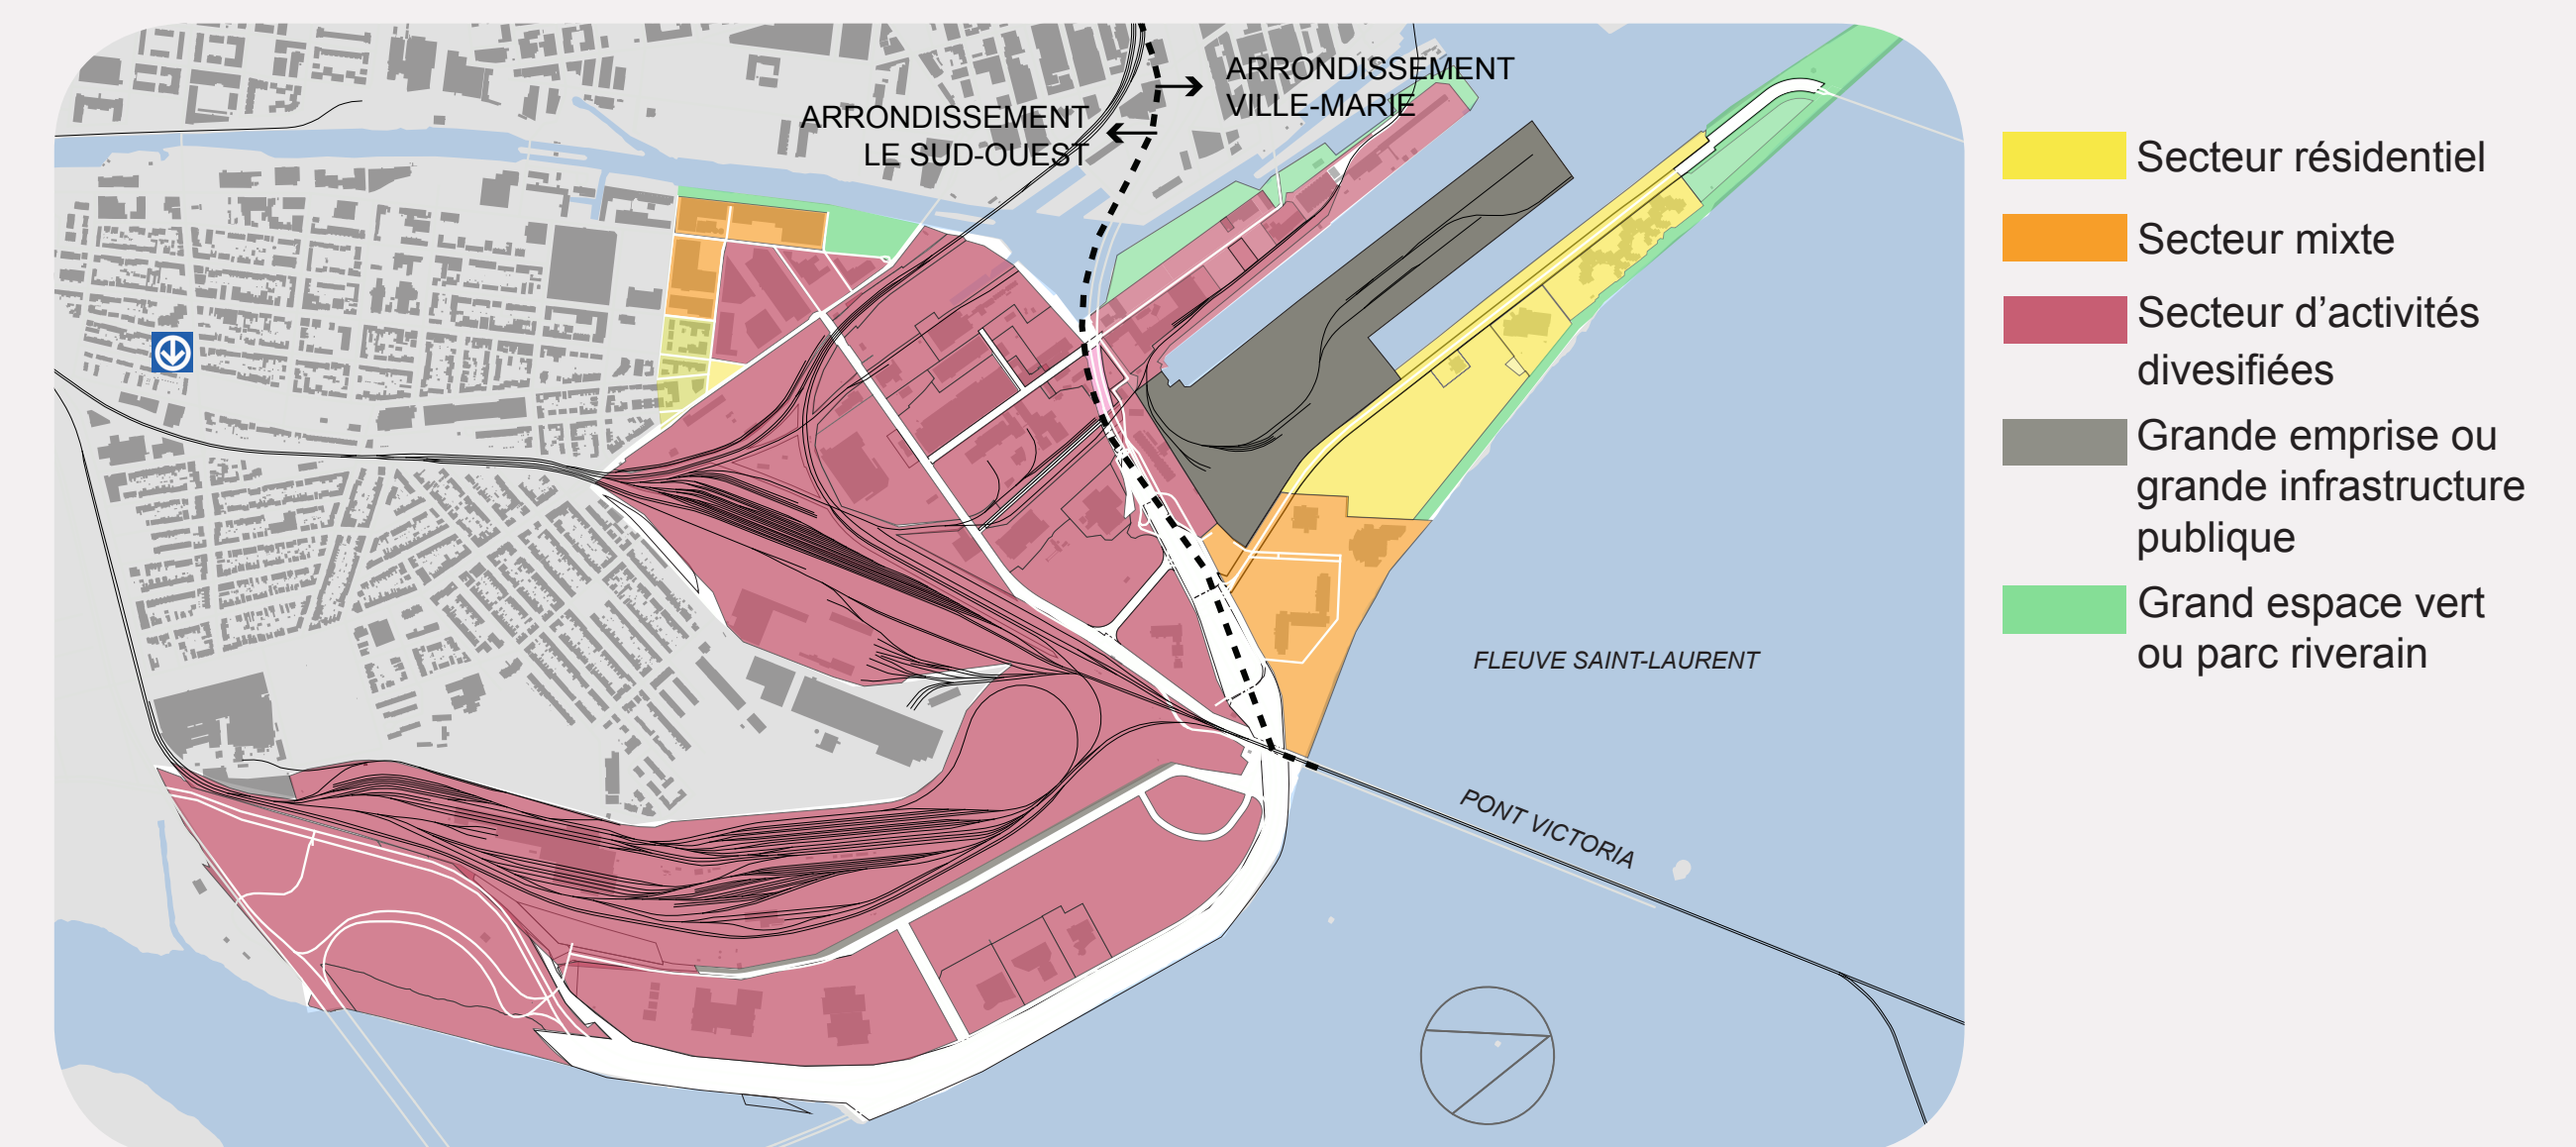 ARRONDISSEMENT
VILLE-MARIE
ARRONDISSEMENT
LE SUD-OUEST
FLEUVE SAINT-LAURENT
PONT VICTORIA
Secteur résidentiel
Secteur mixte
Secteur d’activités
divesifiées
Grande emprise ou
grande infrastructure
publique
Grand espace vert
ou parc riverain